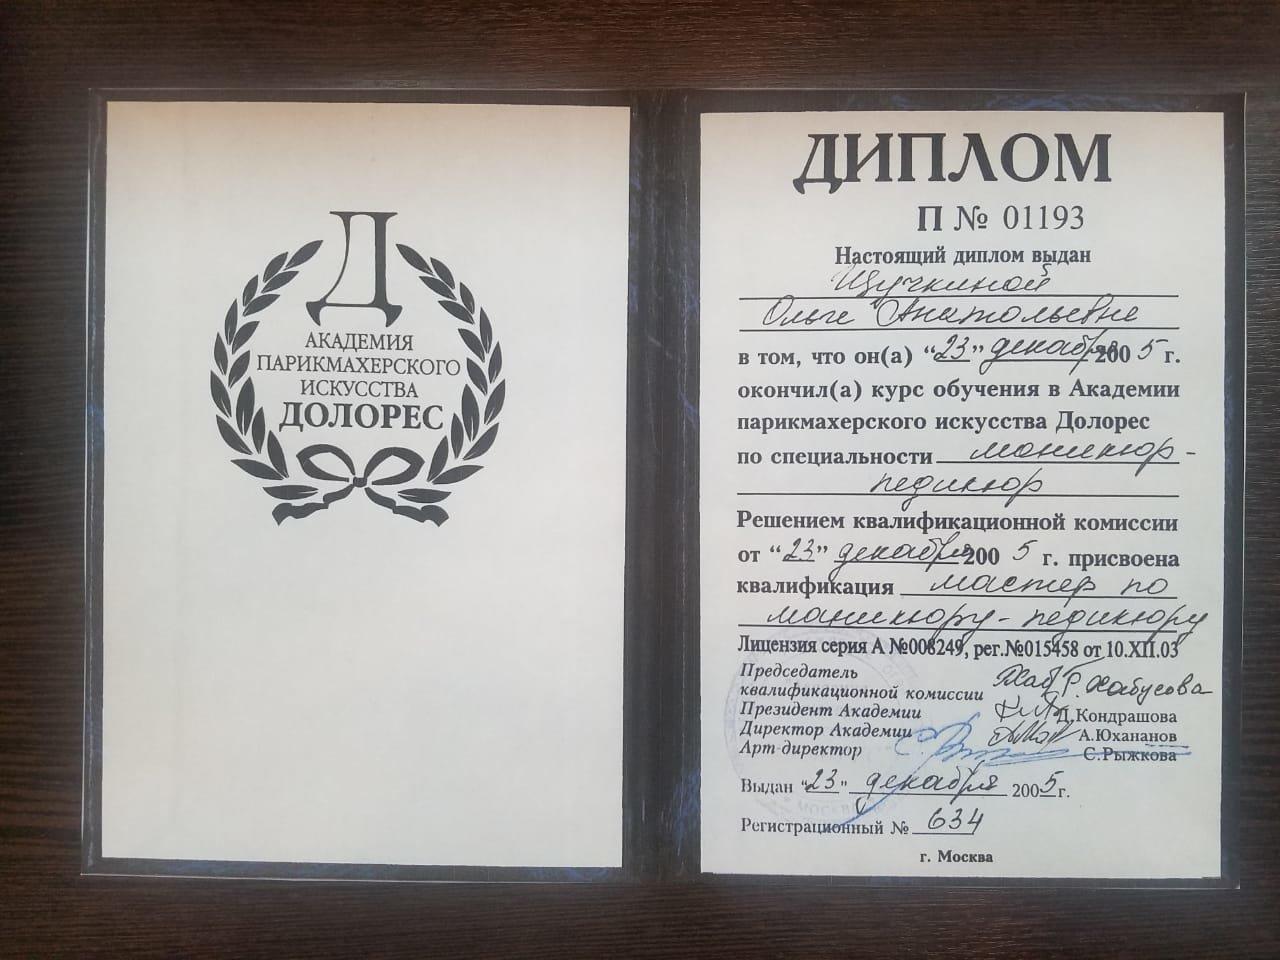 Д
АКАДЕМИЯ
ПАРИКМАХЕРСКОГО
ИСКУССТВА
ДОЛОРЕС
ДИПЛОМ
П № 01193
Настоящий диплом выдан
Щучкиной
Ольге Анатольевне
в том, что он(а) “23” декабря 2005 г.
окончил(а) курс обучения в Академии
парикмахерского искусства Долорес
по специальности маникюр-
педикюр
Решением квалификационной комиссии
от “23” декабря 2005 г. присвоена
квалификация мастер по
маникюру-педикюру
Лицензия серия А №008249, рег.№015458 от 10.XII.03
Председатель
квалификационной комиссии Г. Хабусова
Президент Академии Д.Кондрашова
Директор Академии А.Юхананов
Арт-директор С.Рыжкова
Выдан “23” декабря 2005 г.
Регистрационный № 634
г. Москва